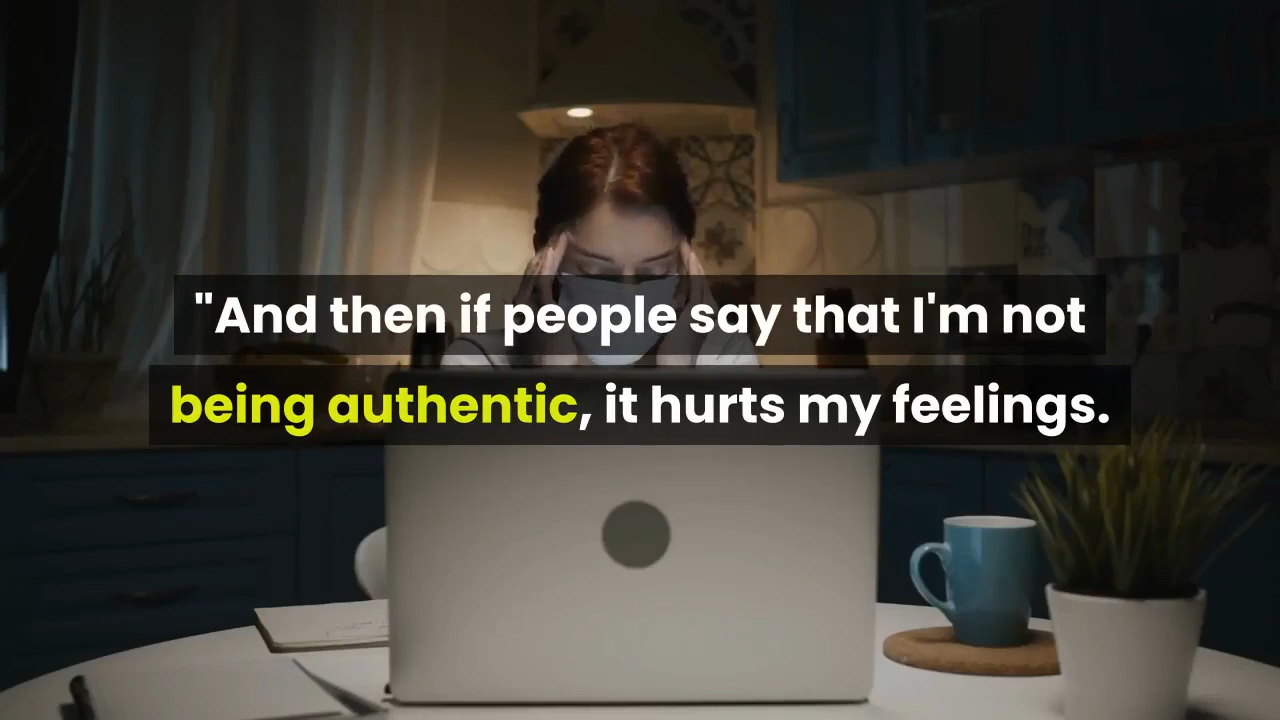 "And then if people say that I'm not
being authentic, it hurts my feelings.